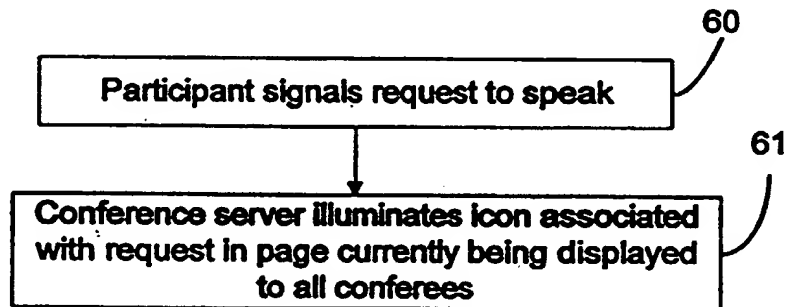 60
Participant signals request to speak
61
Conference server illuminates icon associated
with request in page currently being displayed
to all conferees